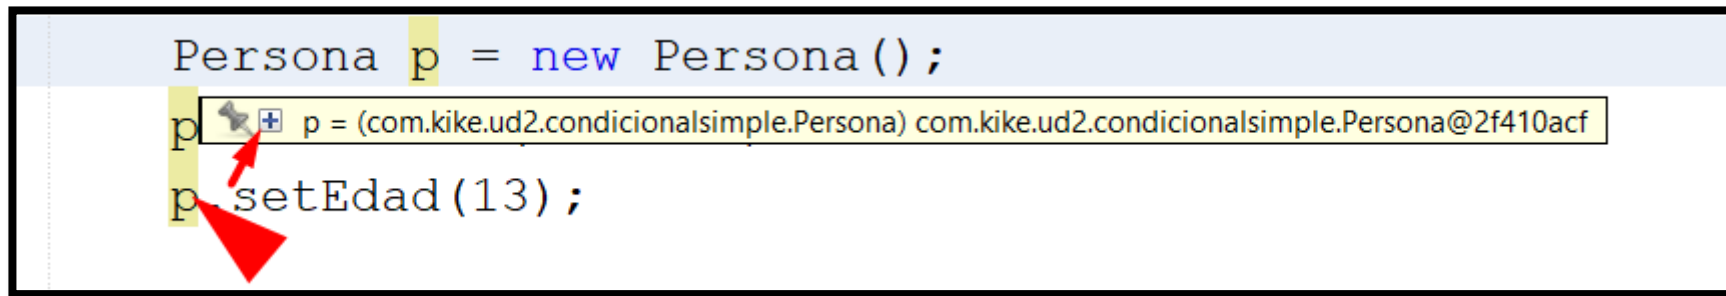 Persona p = new Persona();
p
p = (com.kike.ud2.condicionalsimple.Persona) com.kike.ud2.condicionalsimple.Persona@2f410acf
p.setEdad(13);